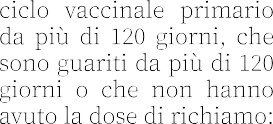 ciclo vaccinale primario
da più di 120 giorni, che
sono guariti da più di 120
giorni o che non hanno
avuto la dose di richiamo: